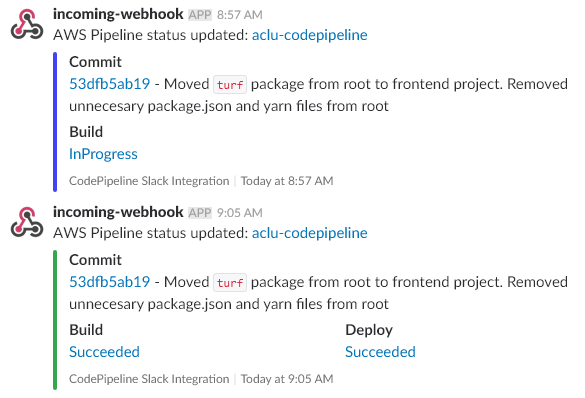 incoming-webhook APP 8:57 AM
AWS Pipeline status updated: aclu-codepipeline
Commit
53dfb5ab19 - Moved turf package from root to frontend project. Removed
unnecesary package.json and yarn files from root
Build
InProgress
CodePipeline Slack Integration | Today at 8:57 AM
incoming-webhook APP 9:05 AM
AWS Pipeline status updated: aclu-codepipeline
Commit
53dfb5ab19 - Moved turf package from root to frontend project. Removed
unnecesary package.json and yarn files from root
Build Deploy
Succeeded Succeeded
CodePipeline Slack Integration | Today at 9:05 AM